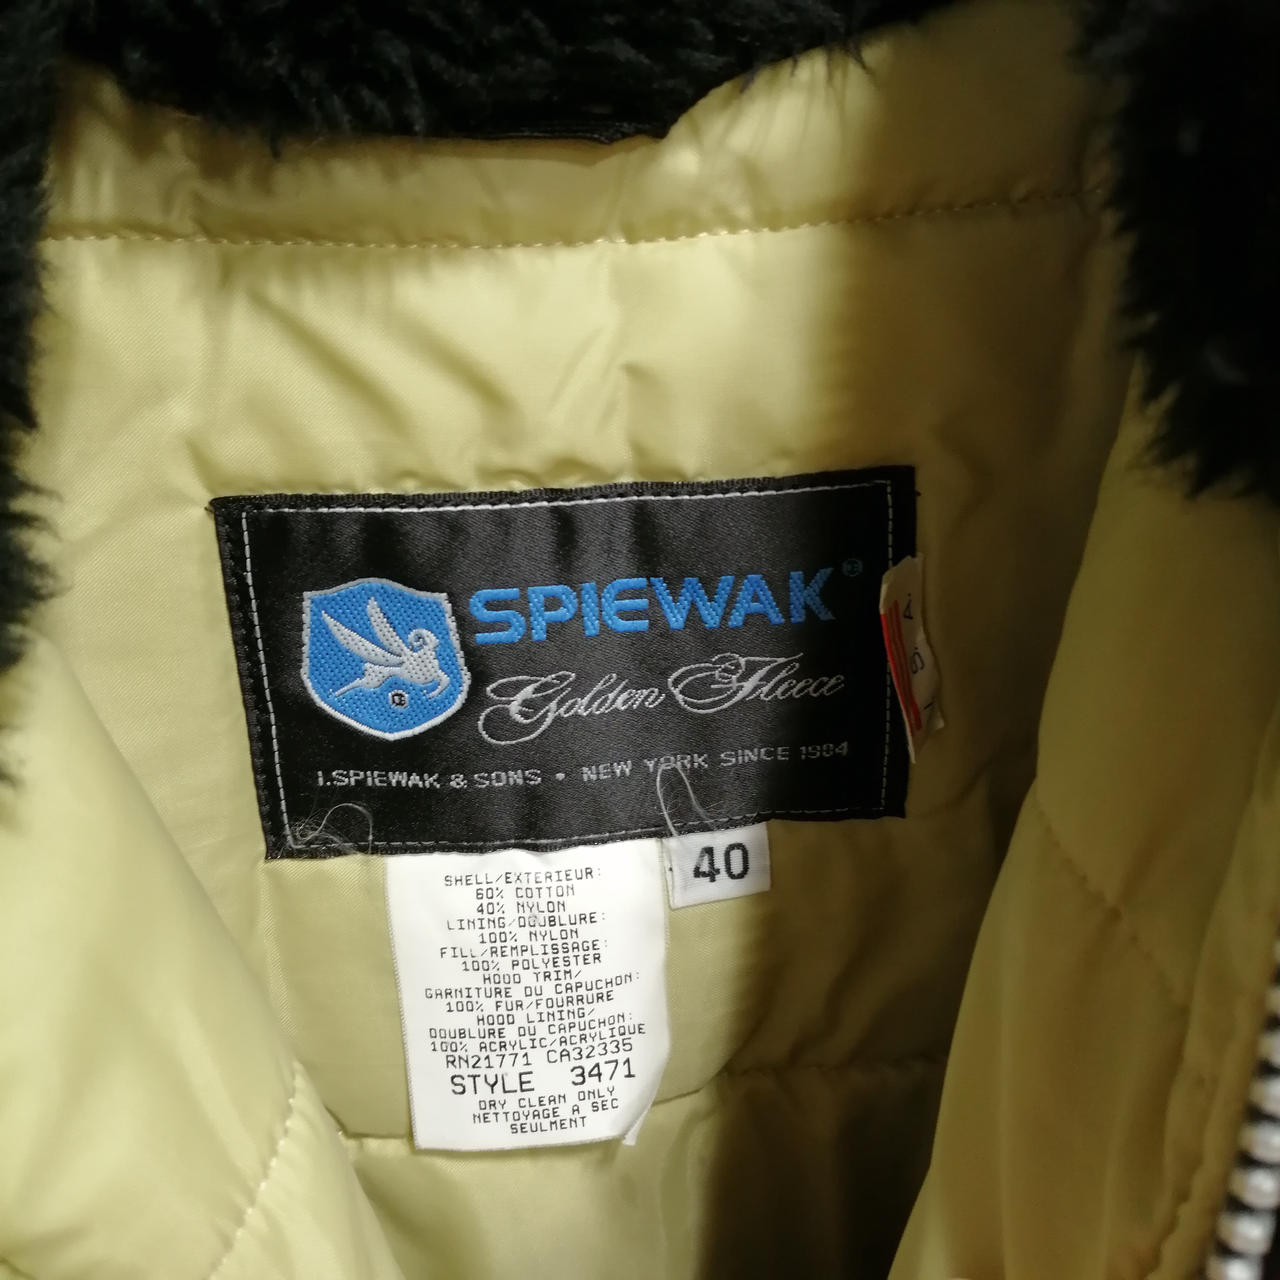 SPIEWAK®
Golden Fleece
I.SPIEWAK & SONS • NEW YORK SINCE 1904
40
SHELL/EXTERIEUR:
60% COTTON
40% NYLON
LINING/DOUBLURE:
100% NYLON
FILL/REMPLISSAGE:
100% POLYESTER
HOOD TRIM/
GARNITURE DU CAPUCHON:
100% FUR/FOURRURE
HOOD LINING/
DOUBLURE DU CAPUCHON:
100% ACRYLIC/ACRYLIQUE
RN21771 CA32335
STYLE 3471
DRY CLEAN ONLY
NETTOYAGE A SEC
SEULMENT